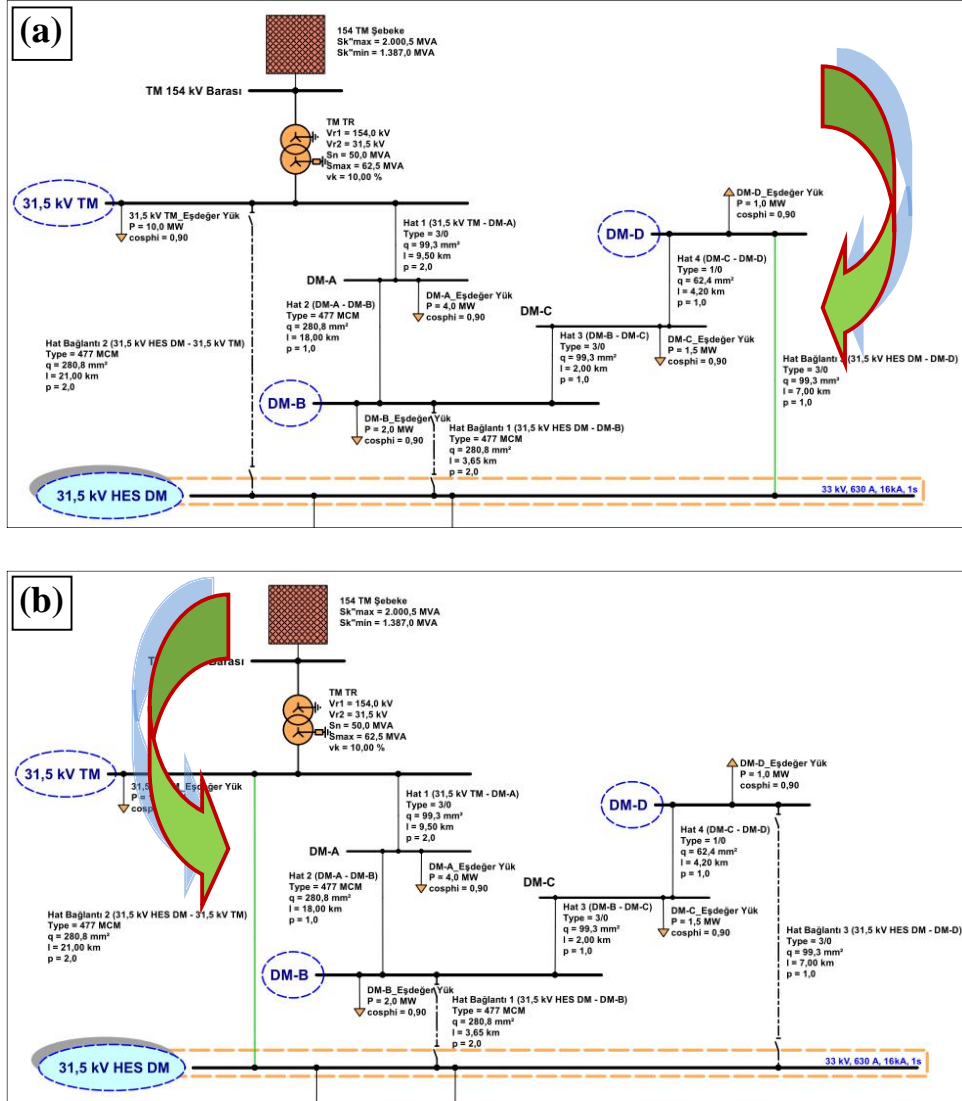 (a)
154 TM Şebeke
Sk"max = 2.000,5 MVA
Sk"min = 1.387,0 MVA
TM 154 kV Barası
TM TR
Vr1 = 154,0 kV
Vr2 = 31,5 kV
Sn = 50,0 MVA
Smax = 62,5 MVA
vk = 10,00 %
31,5 kV TM
31,5 kV TM_Eşdeğer Yük
P = 10,0 MW
cosphi = 0,90
Hat 1 (31,5 kV TM - DM-A)
Type = 3/0
q = 99,3 mm²
l = 9,50 km
p = 2,0
DM-D_Eşdeğer Yük
P = 1,0 MW
cosphi = 0,90
DM-D
Hat 4 (DM-C - DM-D)
Type = 1/0
q = 62,4 mm²
l = 4,20 km
p = 1,0
DM-A
DM-A_Eşdeğer Yük
P = 4,0 MW
cosphi = 0,90
Hat 2 (DM-A - DM-B)
Type = 477 MCM
q = 280,8 mm²
l = 18,00 km
p = 1,0
DM-C
Hat 3 (DM-B - DM-C)
Type = 3/0
q = 99,3 mm²
l = 2,00 km
p = 1,0
DM-C_Eşdeğer Yük
P = 1,5 MW
cosphi = 0,90
Hat Bağlantı 2 (31,5 kV HES DM - 31,5 kV TM)
Type = 477 MCM
q = 280,8 mm²
l = 21,00 km
p = 2,0
Hat Bağlantı (31,5 kV HES DM - DM-D)
Type = 3/0
q = 99,3 mm²
l = 7,00 km
p = 1,0
DM-B
DM-B_Eşdeğer Yük
P = 2,0 MW
cosphi = 0,90
Hat Bağlantı 1 (31,5 kV HES DM - DM-B)
Type = 477 MCM
q = 280,8 mm²
l = 3,65 km
p = 2,0
31,5 kV HES DM
33 kV, 630 A, 16kA, 1s
(b)
154 TM Şebeke
Sk"max = 2.000,5 MVA
Sk"min = 1.387,0 MVA
Barası
TM TR
Vr1 = 154,0 kV
Vr2 = 31,5 kV
Sn = 50,0 MVA
Smax = 62,5 MVA
vk = 10,00 %
31,5 kV TM
Yük
Hat 1 (31,5 kV TM - DM-A)
Type = 3/0
q = 99,3 mm²
l = 9,50 km
p = 2,0
DM-D_Eşdeğer Yük
P = 1,0 MW
cosphi = 0,90
DM-D
Hat 4 (DM-C - DM-D)
Type = 1/0
q = 62,4 mm²
l = 4,20 km
p = 1,0
DM-A
DM-A_Eşdeğer Yük
P = 4,0 MW
cosphi = 0,90
Hat 2 (DM-A - DM-B)
Type = 477 MCM
q = 280,8 mm²
l = 18,00 km
p = 1,0
DM-C
Hat 3 (DM-B - DM-C)
Type = 3/0
q = 99,3 mm²
l = 2,00 km
p = 1,0
DM-C_Eşdeğer Yük
P = 1,5 MW
cosphi = 0,90
Hat Bağlantı 2 (31,5 kV HES DM - 31,5 kV TM)
Type = 477 MCM
q = 280,8 mm²
l = 21,00 km
p = 2,0
Hat Bağlantı 3 (31,5 kV HES DM - DM-D)
Type = 3/0
q = 99,3 mm²
l = 7,00 km
p = 1,0
DM-B
DM-B_Eşdeğer Yük
P = 2,0 MW
cosphi = 0,90
Hat Bağlantı 1 (31,5 kV HES DM - DM-B)
Type = 477 MCM
q = 280,8 mm²
l = 3,65 km
p = 2,0
31,5 kV HES DM
33 kV, 630 A, 16kA, 1s